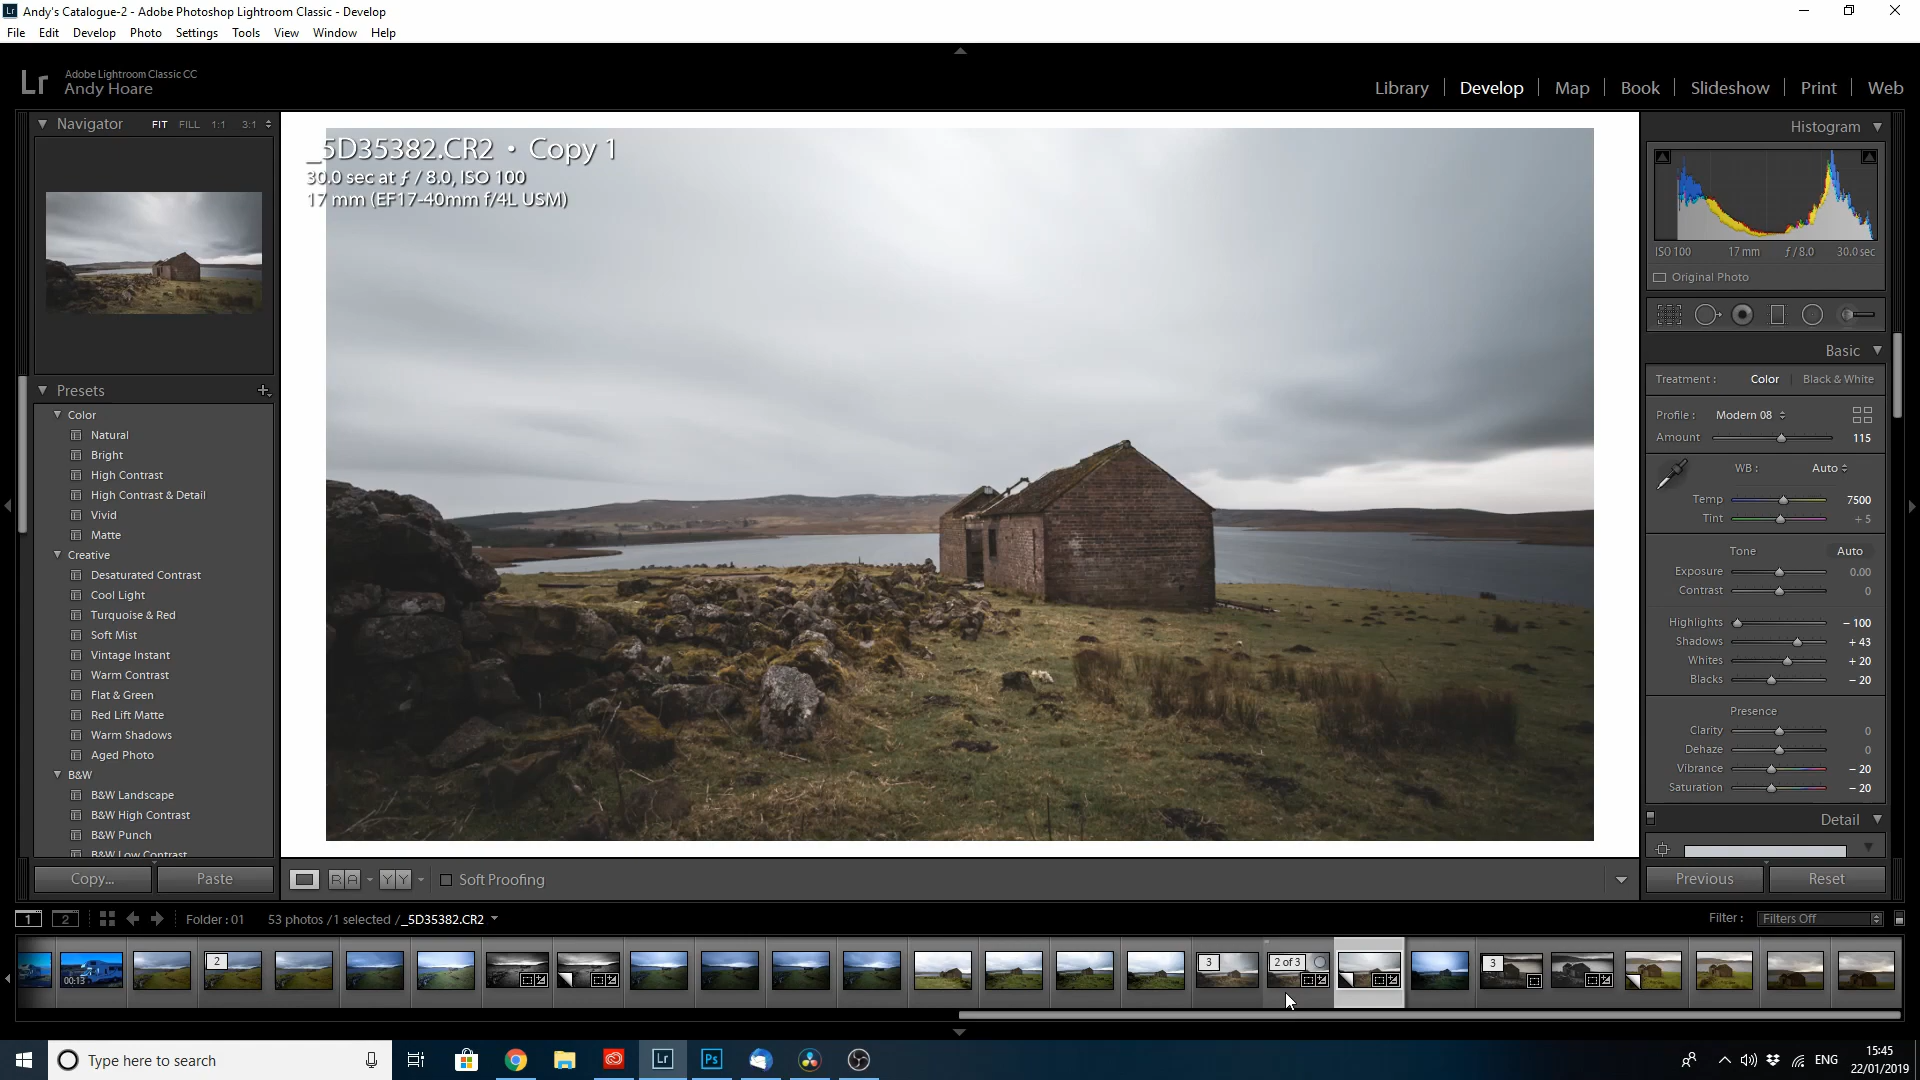 Andy's Catalogue-2 - Adobe Photoshop Lightroom Classic - Develop
File Edit Develop Photo Settings Tools View Window Help
Lr Adobe Lightroom Classic CC
Andy Hoare
Library Develop Map Book Slideshow Print Web
Navigator FIT FILL 1:1 3:1
Presets
Color
Natural
Bright
High Contrast
High Contrast & Detail
Vivid
Matte
Creative
Desaturated Contrast
Cool Light
Turquoise & Red
Soft Mist
Vintage Instant
Warm Contrast
Flat & Green
Red Lift Matte
Warm Shadows
Aged Photo
B&W
B&W Landscape
B&W High Contrast
B&W Punch
B&W Low Contrast
Copy... Paste
_5D35382.CR2 • Copy 1
30.0 sec at ƒ / 8.0, ISO 100
17 mm (EF17-40mm f/4L USM)
Histogram
ISO 100 17 mm ƒ / 8.0 30.0 sec
Original Photo
Basic
Treatment : Color Black & White
Profile : Modern 08
Amount 115
WB : Auto
Temp 7500
Tint + 5
Tone Auto
Exposure 0.00
Contrast 0
Highlights − 100
Shadows + 43
Whites + 20
Blacks − 20
Presence
Clarity 0
Dehaze 0
Vibrance − 20
Saturation − 20
Detail
Previous Reset
R A Y Y Soft Proofing
1 2 Folder : 01 53 photos / 1 selected / _5D35382.CR2 Filter : Filters Off
00:13 2 3 2 of 3 3
Type here to search Lr Ps ENG 15:45
22/01/2019